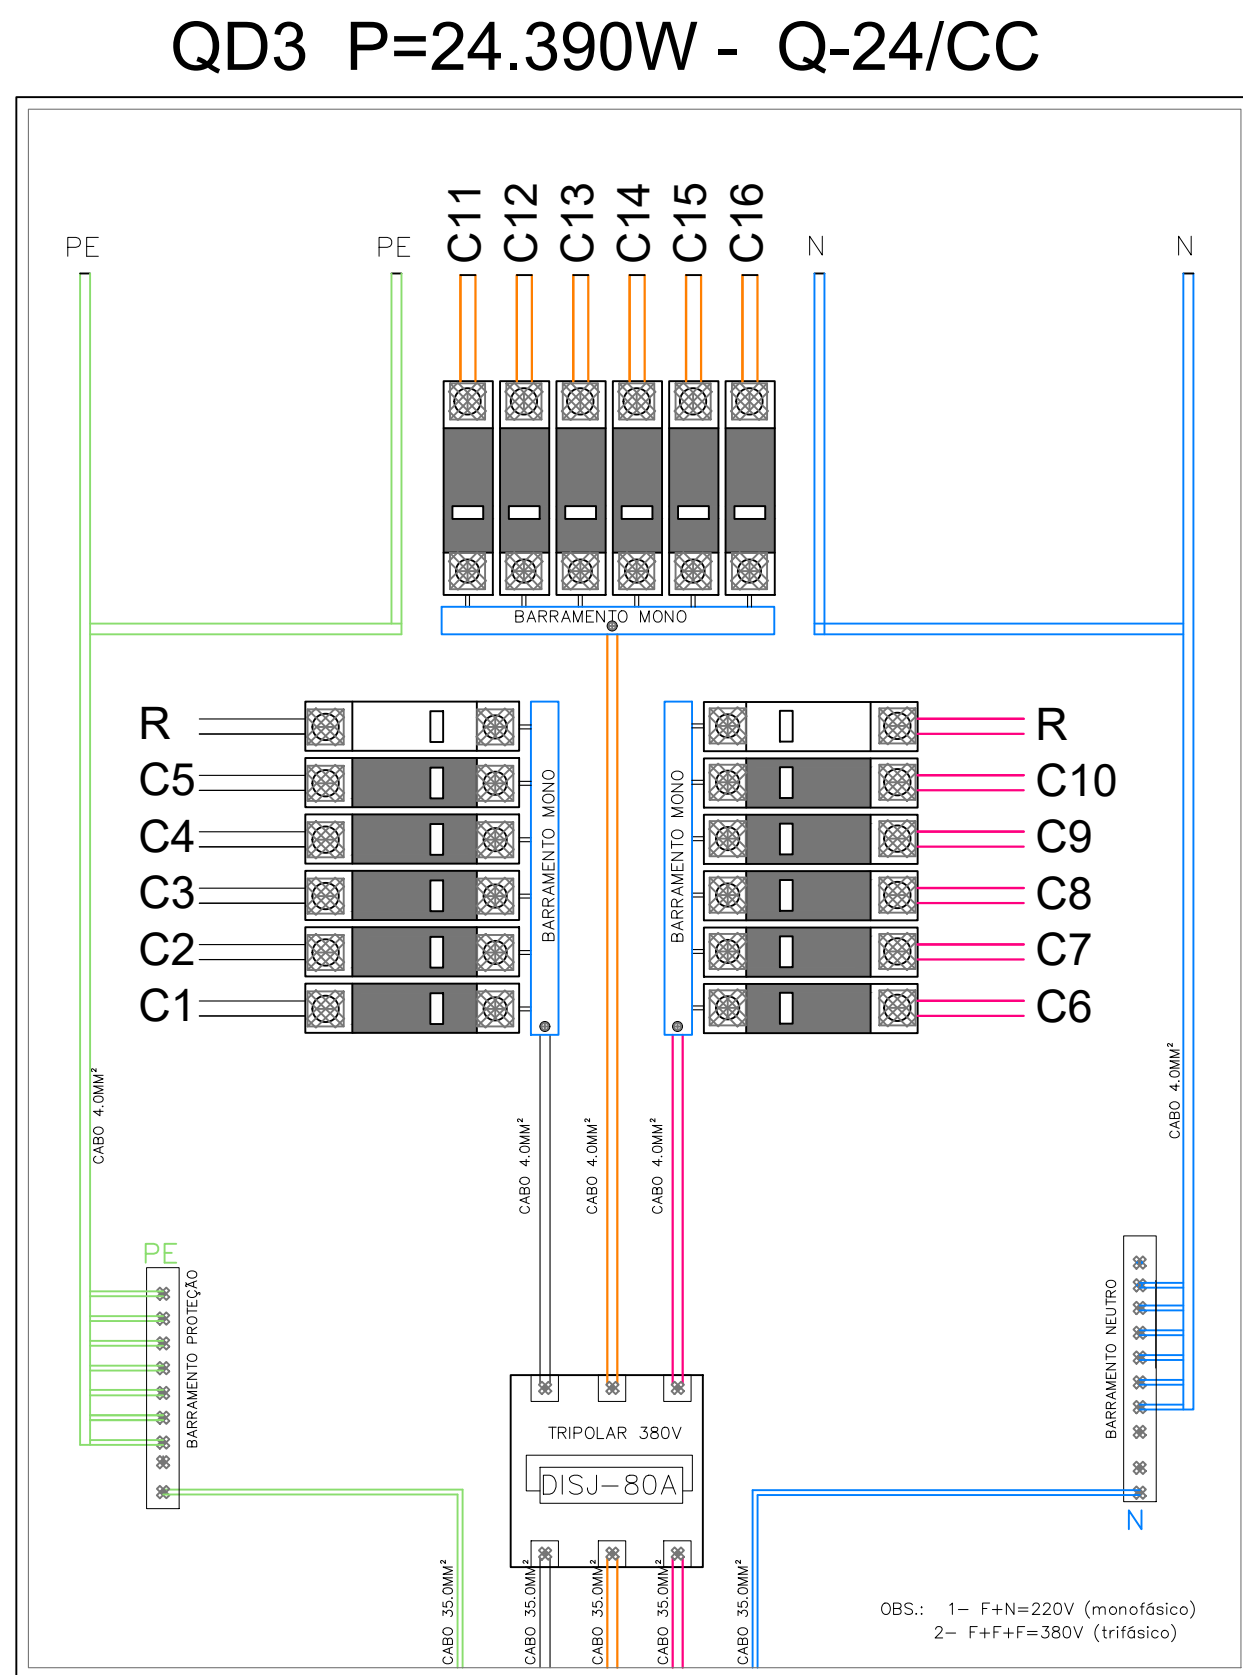 QD3 P=24.390W - Q-24/CC
PE
PE
C11
C12
C13
C14
C15
C16
N
N
BARRAMENTO MONO
R
C5
C4
C3
C2
C1
BARRAMENTO MONO
BARRAMENTO MONO
R
C10
C9
C8
C7
C6
CABO 4.0MM²
CABO 4.0MM²
CABO 4.0MM²
CABO 4.0MM²
CABO 4.0MM²
PE
BARRAMENTO PROTEÇÃO
BARRAMENTO NEUTRO
N
TRIPOLAR 380V
DISJ-80A
CABO 35.0MM²
CABO 35.0MM²
CABO 35.0MM²
CABO 35.0MM²
CABO 35.0MM²
OBS.: 1- F+N=220V (monofásico)
2- F+F+F=380V (trifásico)